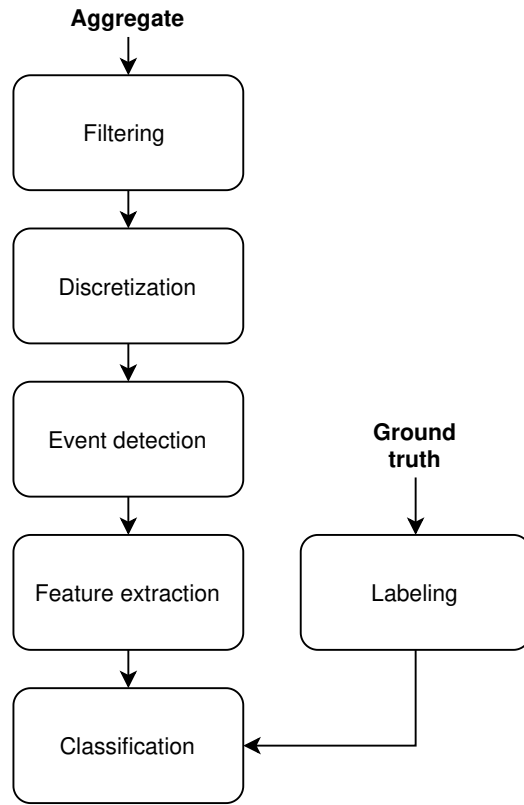 Aggregate
Filtering
Discretization
Event detection
Ground
truth
Feature extraction
Labeling
Classification